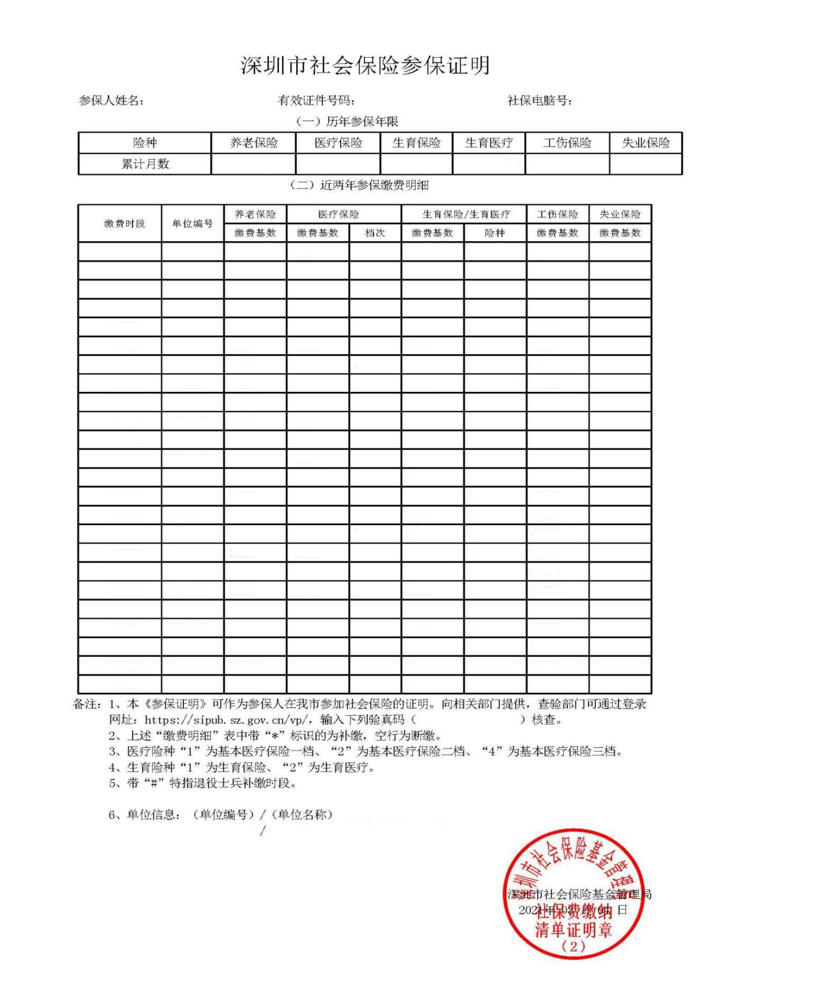 深圳市社会保险参保证明
参保人姓名： 有效证件号码： 社保电脑号：
（一）历年参保年限
险种 养老保险 医疗保险 生育保险 生育医疗 工伤保险 失业保险
累计月数
（二）近两年参保缴费明细
缴费时段 单位编号 养老保险 医疗保险 生育保险/生育医疗 工伤保险 失业保险
缴费基数 缴费基数 档次 缴费基数 险种 缴费基数 缴费基数
备注：1、本《参保证明》可作为参保人在我市参加社会保险的证明。向相关部门提供，查验部门可通过登录
网址：https://sipub.sz.gov.cn/vp/，输入下列验真码（ ）核查。
2、上述“缴费明细”表中带“*”标识的为补缴，空行为断缴。
3、医疗险种“1”为基本医疗保险一档、“2”为基本医疗保险二档、“4”为基本医疗保险三档。
4、生育险种“1”为生育保险、“2”为生育医疗。
5、带“#”特指退役士兵补缴时段。
6、单位信息：（单位编号）/（单位名称）
/
深圳市社会保险基金管理局
深圳市社会保险基金管理局
2021年 03 月 04 日
社保费缴纳
清单证明章
（2）